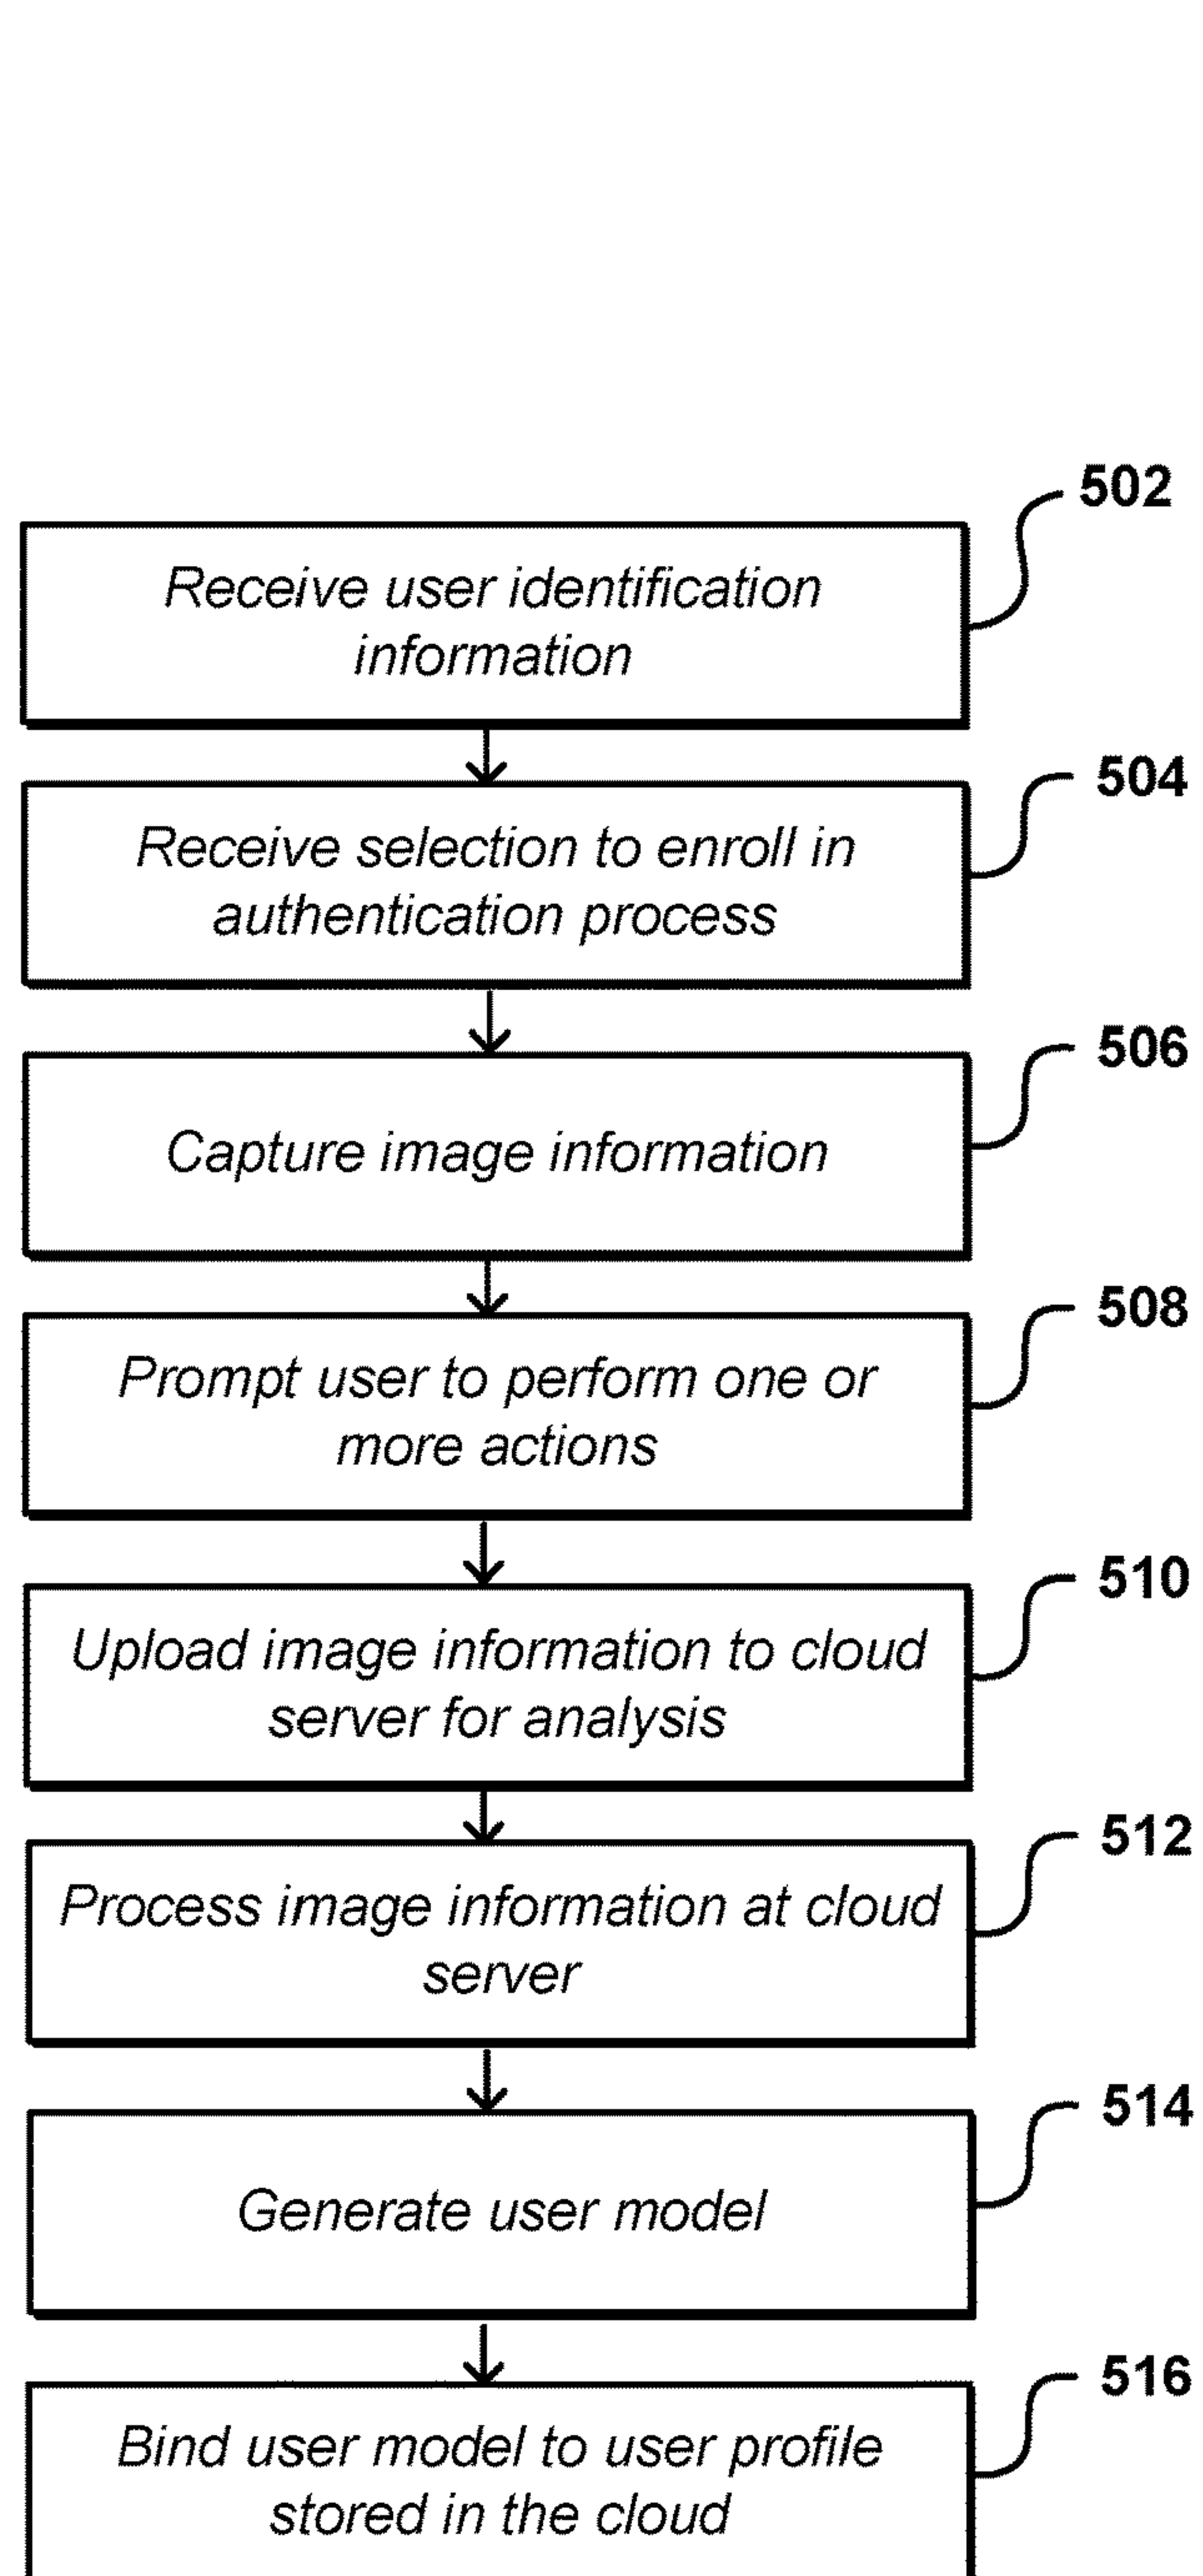 502
Receive user identification
information
504
Receive selection to enroll in
authentication process
506
Capture image information
508
Prompt user to perform one or
more actions
510
Upload image information to cloud
server for analysis
512
Process image information at cloud
server
514
Generate user model
516
Bind user model to user profile
stored in the cloud